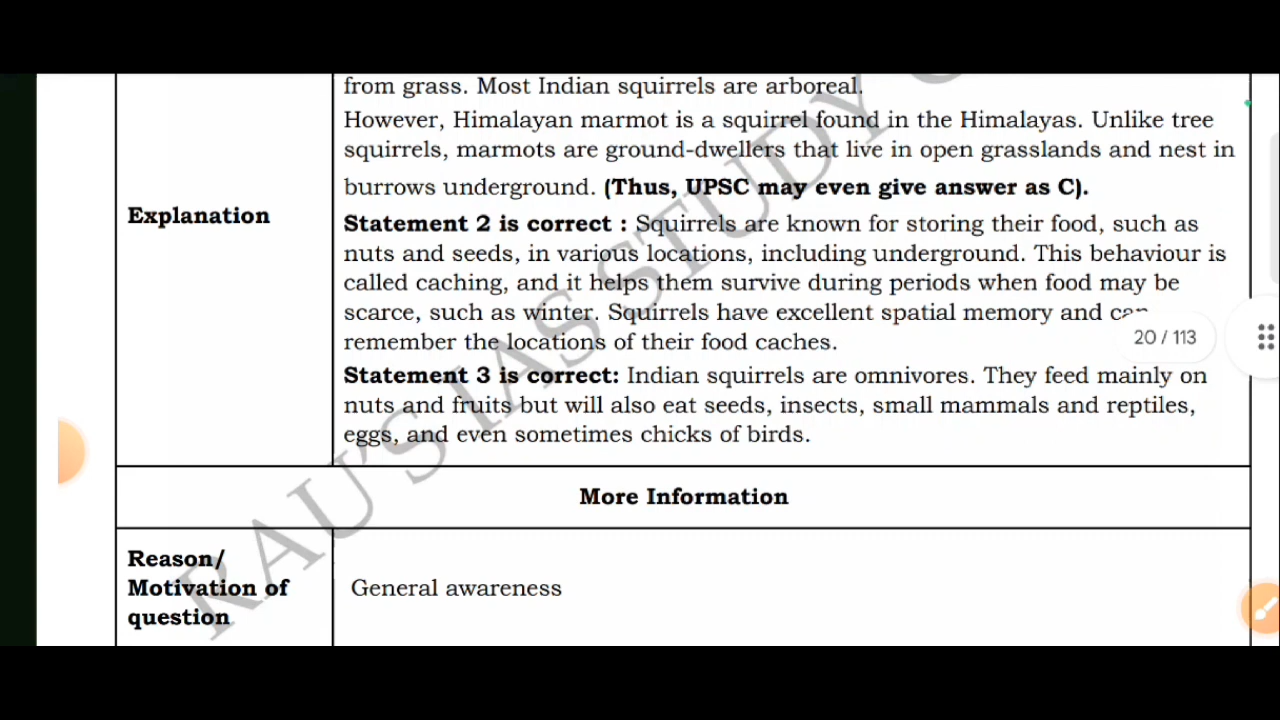 from grass. Most Indian squirrels are arboreal.
However, Himalayan marmot is a squirrel found in the Himalayas. Unlike tree
squirrels, marmots are ground-dwellers that live in open grasslands and nest in
burrows underground. (Thus, UPSC may even give answer as C).
Explanation
Statement 2 is correct : Squirrels are known for storing their food, such as
nuts and seeds, in various locations, including underground. This behaviour is
called caching, and it helps them survive during periods when food may be
scarce, such as winter. Squirrels have excellent spatial memory and
remember the locations of their food caches.
20 / 113
Statement 3 is correct: Indian squirrels are omnivores. They feed mainly on
nuts and fruits but will also eat seeds, insects, small mammals and reptiles,
eggs, and even sometimes chicks of birds.
More Information
Reason/
Motivation of
question
General awareness
RAU'S IAS STUDY